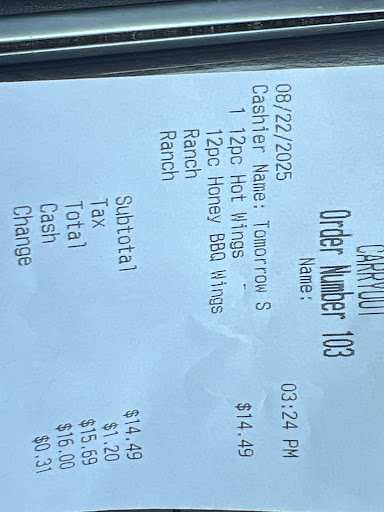 CARRYOUT
Order Number 103
Name:
08/22/2025 03:24 PM
Cashier Name: Tomorrow S
1 12pc Hot Wings $14.49
12pc Honey BBQ Wings
Ranch
Ranch
Subtotal $14.49
Tax $1.20
Total $15.69
Cash $16.00
Change $0.31